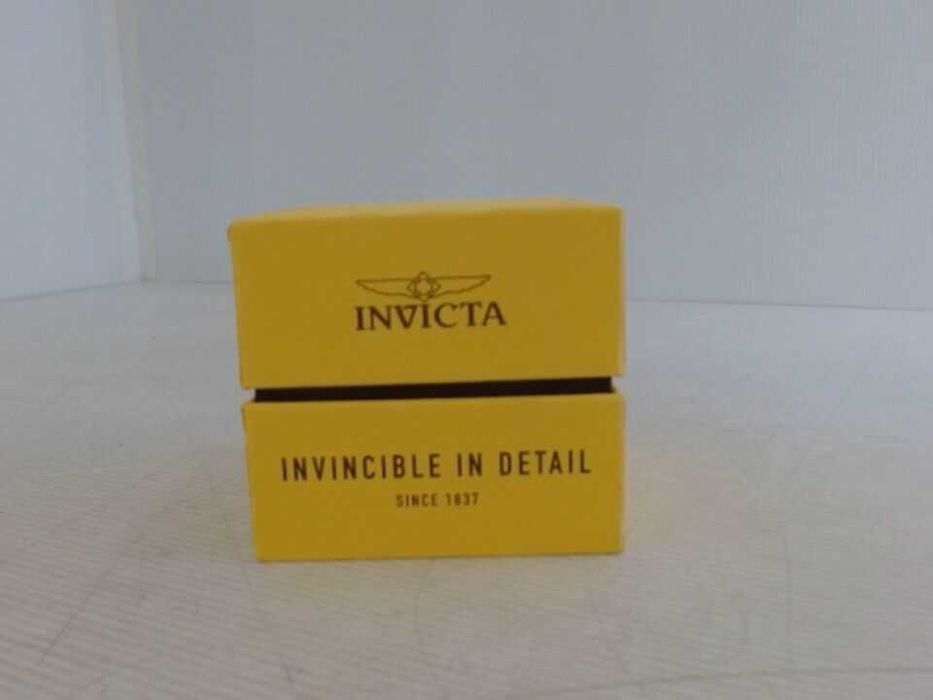 INVICTA
INVINCIBLE IN DETAIL
SINCE 1837